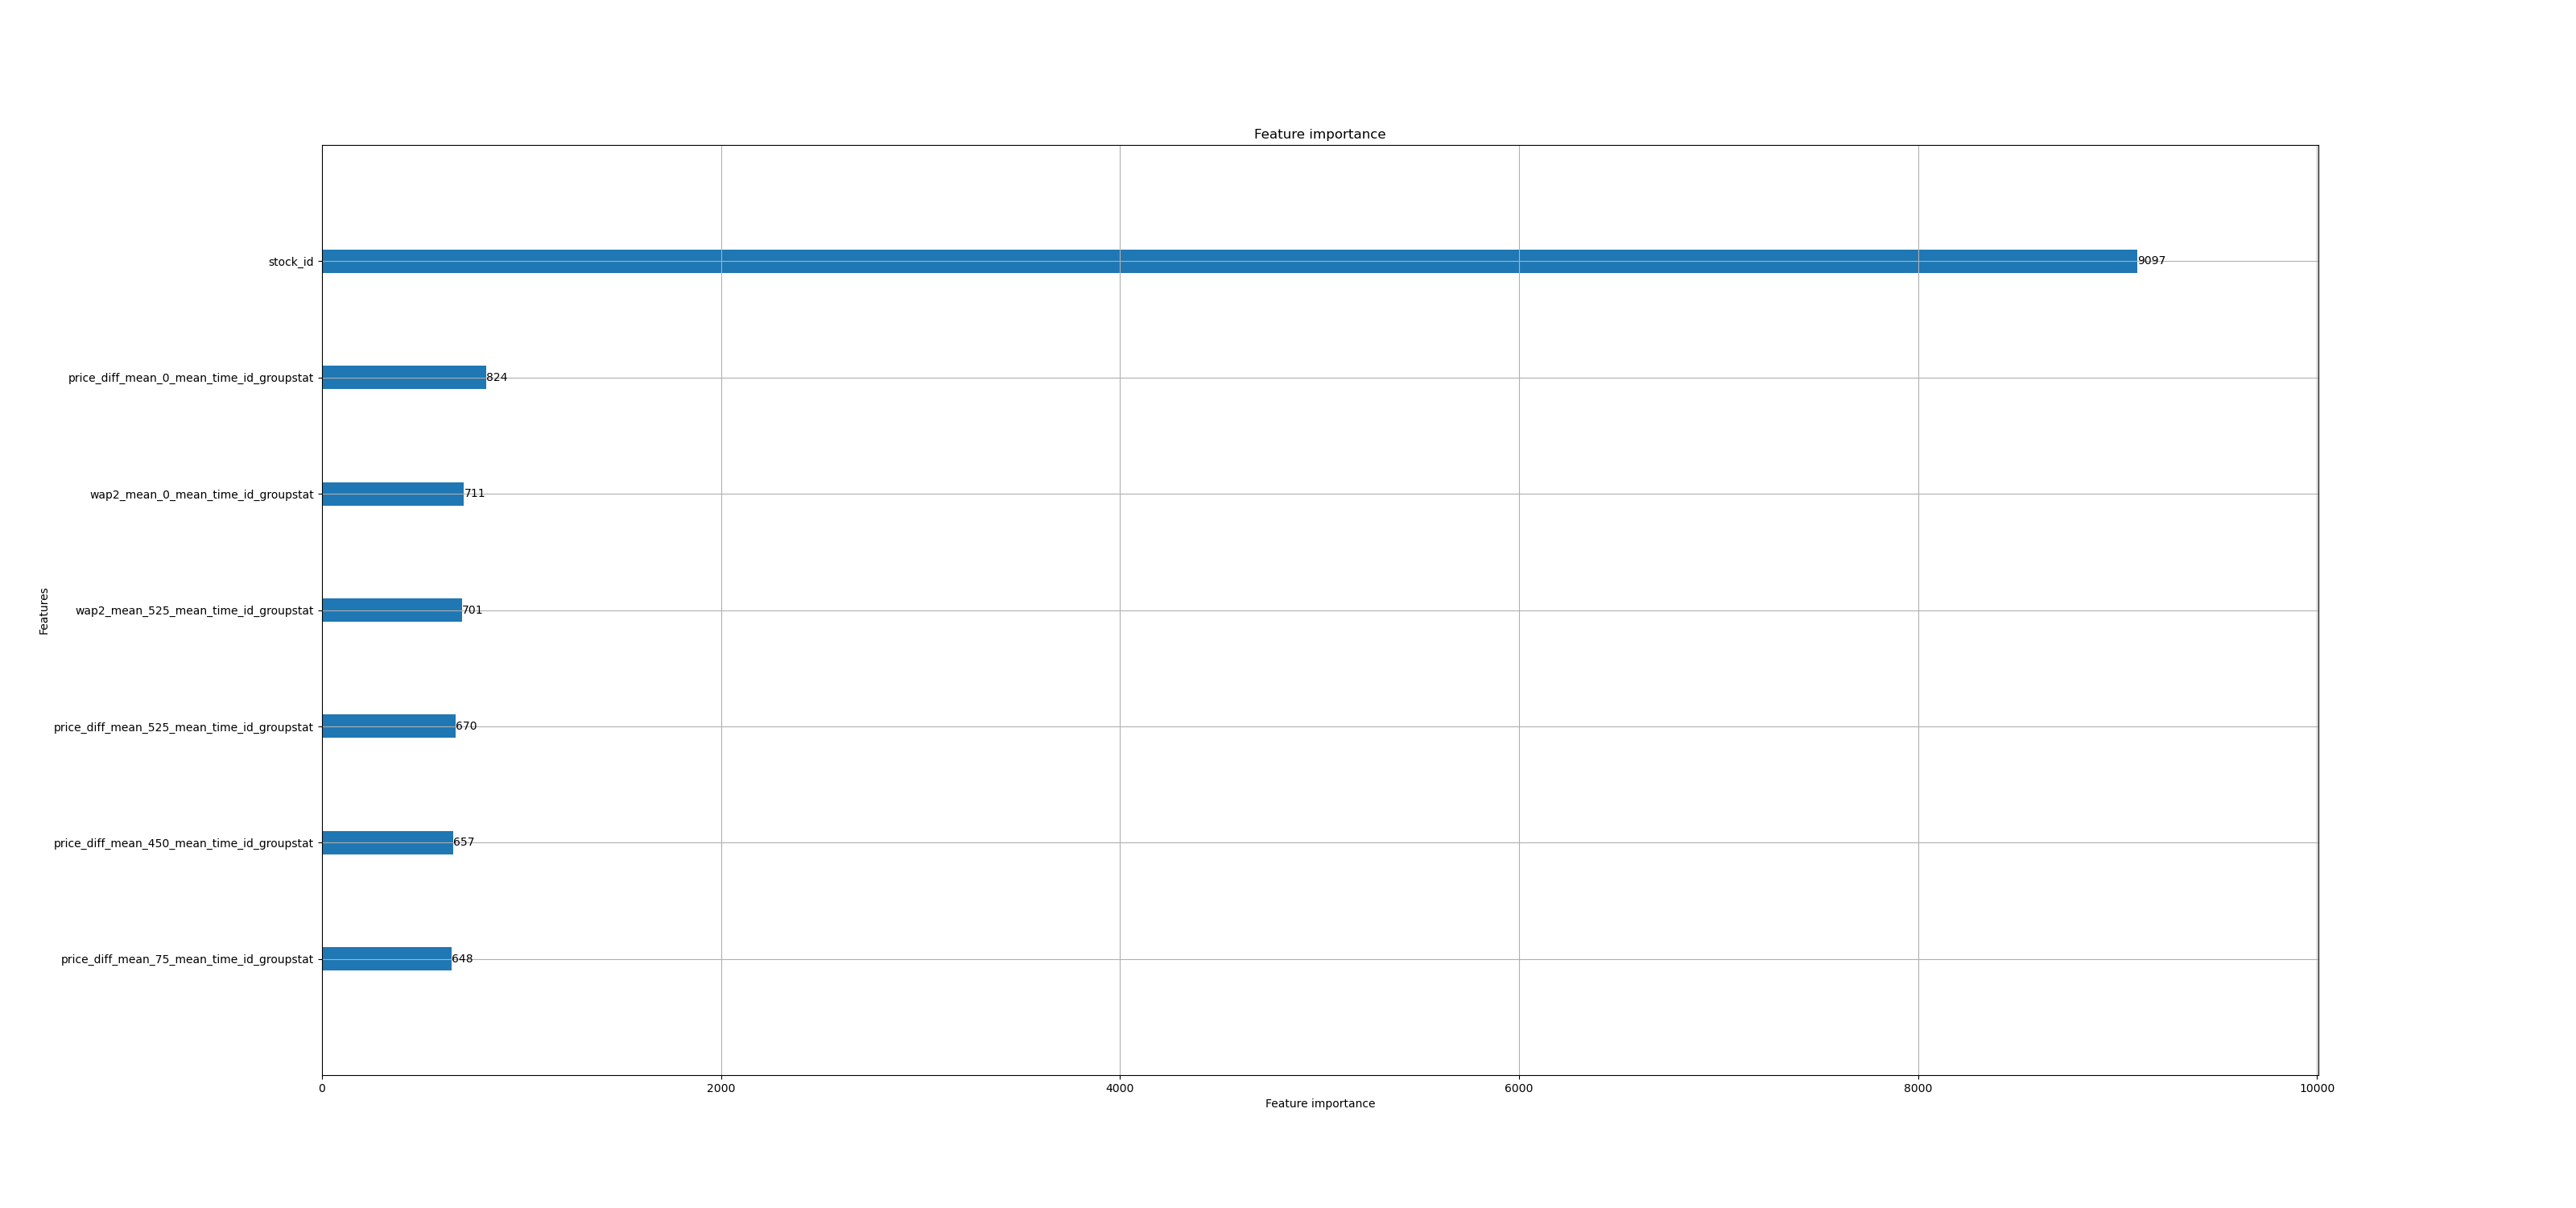 Feature importance
stock_id
9097
price_diff_mean_0_mean_time_id_groupstat
824
wap2_mean_0_mean_time_id_groupstat
711
wap2_mean_525_mean_time_id_groupstat
701
price_diff_mean_525_mean_time_id_groupstat
670
price_diff_mean_450_mean_time_id_groupstat
657
price_diff_mean_75_mean_time_id_groupstat
648
Features
0 2000 4000 6000 8000 10000
Feature importance